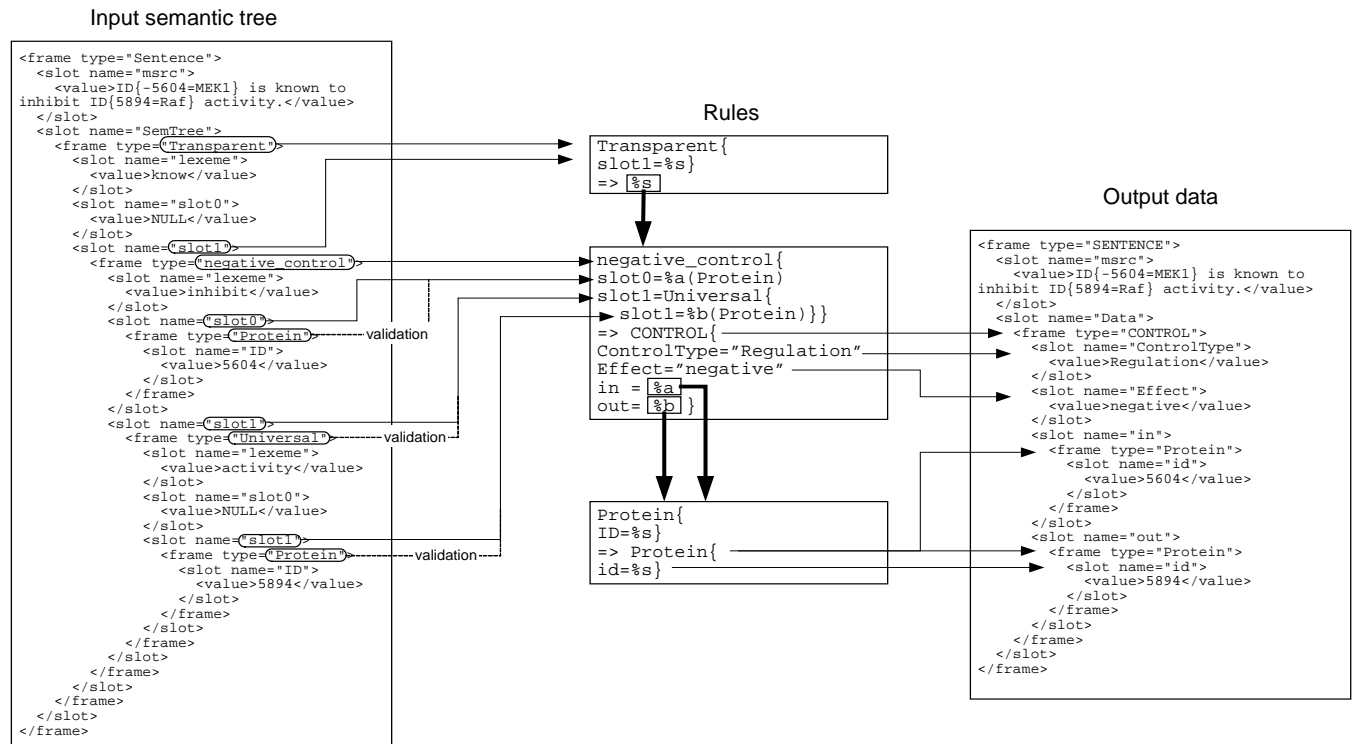 Input semantic tree
<frame type="Sentence">
<slot name="msrc">
<value>ID{-5604=MEK1} is known to
inhibit ID{5894=Raf} activity.</value>
</slot>
<slot name="SemTree">
<frame type="Transparent">
<slot name="lexeme">
<value>know</value>
</slot>
<slot name="slot0">
<value>NULL</value>
</slot>
<slot name="slot1">
<frame type="negative_control">
<slot name="lexeme">
<value>inhibit</value>
</slot>
<slot name="slot0">
<frame type="Protein">
validation
<slot name="ID">
<value>5604</value>
</slot>
</frame>
</slot>
<slot name="slot1">
<frame type="Universal">
validation
<slot name="lexeme">
<value>activity</value>
</slot>
<slot name="slot0">
<value>NULL</value>
</slot>
<slot name="slot1">
<frame type="Protein">
validation
<slot name="ID">
<value>5894</value>
</slot>
</frame>
</slot>
</frame>
</slot>
</frame>
</slot>
</frame>
</slot>
</frame>
Rules
Transparent{
slot1=%s}
=> %s
negative_control{
slot0=%a(Protein)
slot1=Universal{
slot1=%b(Protein)}}
=> CONTROL{
ControlType="Regulation"
Effect="negative"
in = %a
out= %b }
Protein{
ID=%s}
=> Protein{
id=%s}
Output data
<frame type="SENTENCE">
<slot name="msrc">
<value>ID{-5604=MEK1} is known to
inhibit ID{5894=Raf} activity.</value>
</slot>
<slot name="Data">
<frame type="CONTROL">
<slot name="ControlType">
<value>Regulation</value>
</slot>
<slot name="Effect">
<value>negative</value>
</slot>
<slot name="in">
<frame type="Protein">
<slot name="id">
<value>5604</value>
</slot>
</frame>
</slot>
<slot name="out">
<frame type="Protein">
<slot name="id">
<value>5894</value>
</slot>
</frame>
</slot>
</frame>
</slot>
</frame>